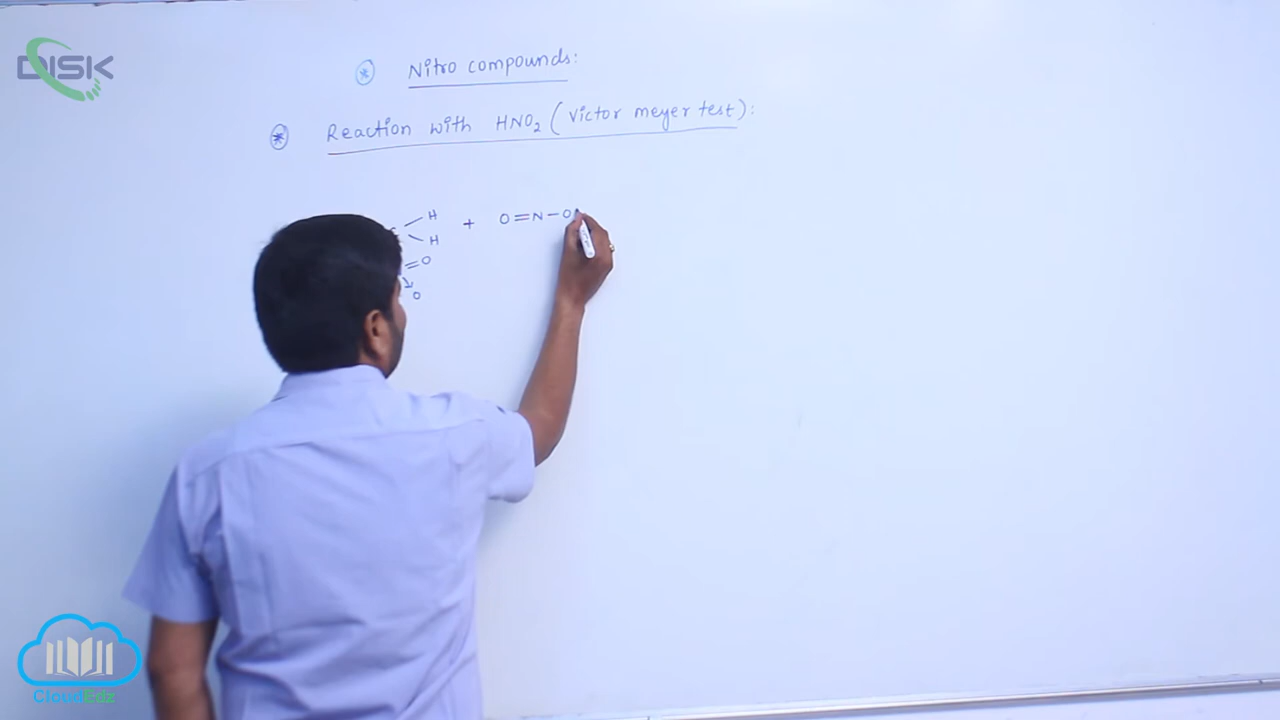 DISK
* Nitro compounds:
* Reaction with HNO2 (Victor meyer test):
H
+ O=N-O
H
=O
O
CloudEdz